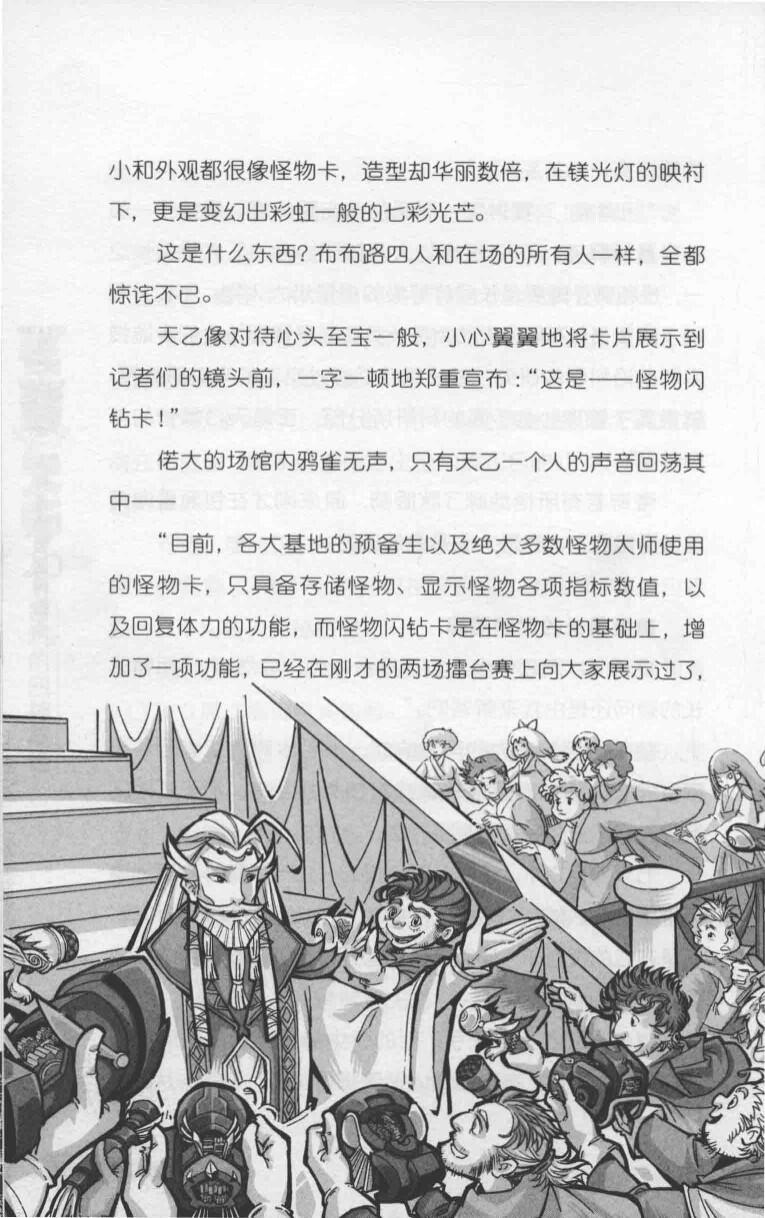 小和外观都很像怪物卡，造型却华丽数倍，在镁光灯的映衬
下，更是变幻出彩虹一般的七彩光芒。
这是什么东西？布布路四人和在场的所有人一样，全都
惊诧不已。
天乙像对待心头至宝一般，小心翼翼地将卡片展示到
记者们的镜头前，一字一顿地郑重宣布：“这是——怪物闪
钻卡！”
偌大的场馆内鸦雀无声，只有天乙一个人的声音回荡其
中——
“目前，各大基地的预备生以及绝大多数怪物大师使用
的怪物卡，只具备存储怪物、显示怪物各项指标数值，以
及回复体力的功能，而怪物闪钻卡是在怪物卡的基础上，增
加了一项功能，已经在刚才的两场擂台赛上向大家展示过了，